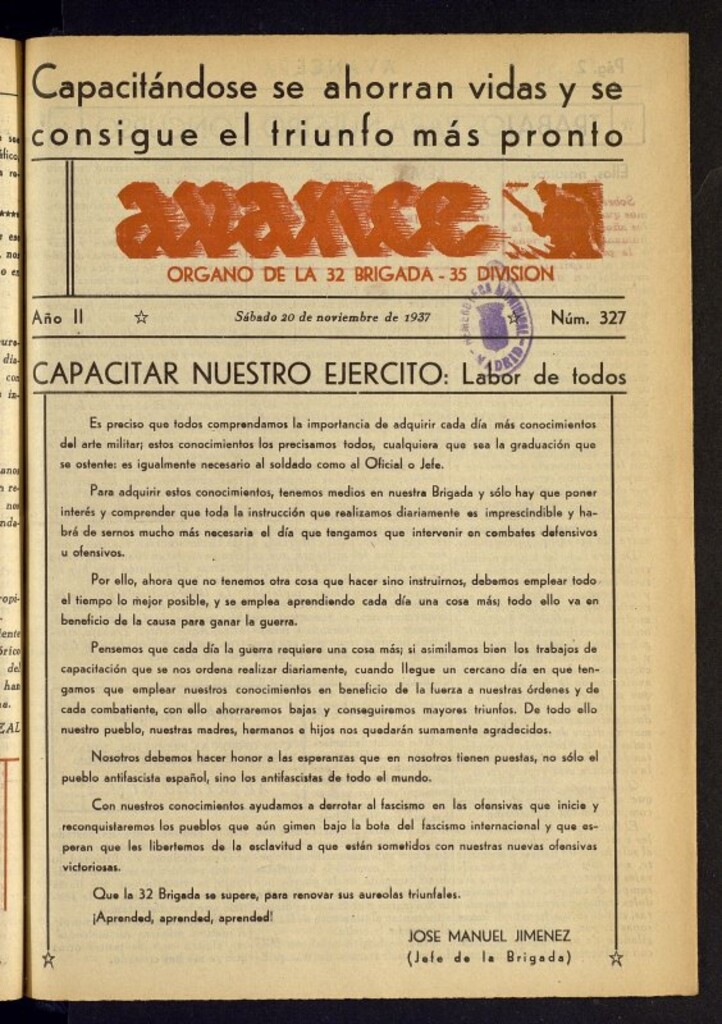 Capacitándose se ahorran vidas y se
consigue el triunfo más pronto
avance
ORGANO DE LA 32 BRIGADA - 35 DIVISION
Año II ☆ Sábado 20 de noviembre de 1937 ☆ Núm. 327
HEMEROTECA MUNICIPAL
MADRID
CAPACITAR NUESTRO EJERCITO: Labor de todos
Es preciso que todos comprendamos la importancia de adquirir cada día más conocimientos
del arte militar; estos conocimientos los precisamos todos, cualquiera que sea la graduación que
se ostente: es igualmente necesario al soldado como al Oficial o Jefe.
Para adquirir estos conocimientos, tenemos medios en nuestra Brigada y sólo hay que poner
interés y comprender que toda la instrucción que realizamos diariamente es imprescindible y ha-
brá de sernos mucho más necesaria el día que tengamos que intervenir en combates defensivos
u ofensivos.
Por ello, ahora que no tenemos otra cosa que hacer sino instruirnos, debemos emplear todo
el tiempo lo mejor posible, y se emplea aprendiendo cada día una cosa más; todo ello va en
beneficio de la causa para ganar la guerra.
Pensemos que cada día la guerra requiere una cosa más; si asimilamos bien los trabajos de
capacitación que se nos ordena realizar diariamente, cuando llegue un cercano día en que ten-
gamos que emplear nuestros conocimientos en beneficio de la fuerza a nuestras órdenes y de
cada combatiente, con ello ahorraremos bajas y conseguiremos mayores triunfos. De todo ello
nuestro pueblo, nuestras madres, hermanos e hijos nos quedarán sumamente agradecidos.
Nosotros debemos hacer honor a las esperanzas que en nosotros tienen puestas, no sólo el
pueblo antifascista español, sino los antifascistas de todo el mundo.
Con nuestros conocimientos ayudamos a derrotar al fascismo en las ofensivas que inicie y
reconquistaremos los pueblos que aún gimen bajo la bota del fascismo internacional y que es-
peran que les libertemos de la esclavitud a que están sometidos con nuestras nuevas ofensivas
victoriosas.
Que la 32 Brigada se supere, para renovar sus aureolas triunfales.
¡Aprended, aprended, aprended!
JOSE MANUEL JIMENEZ
(Jefe de la Brigada)